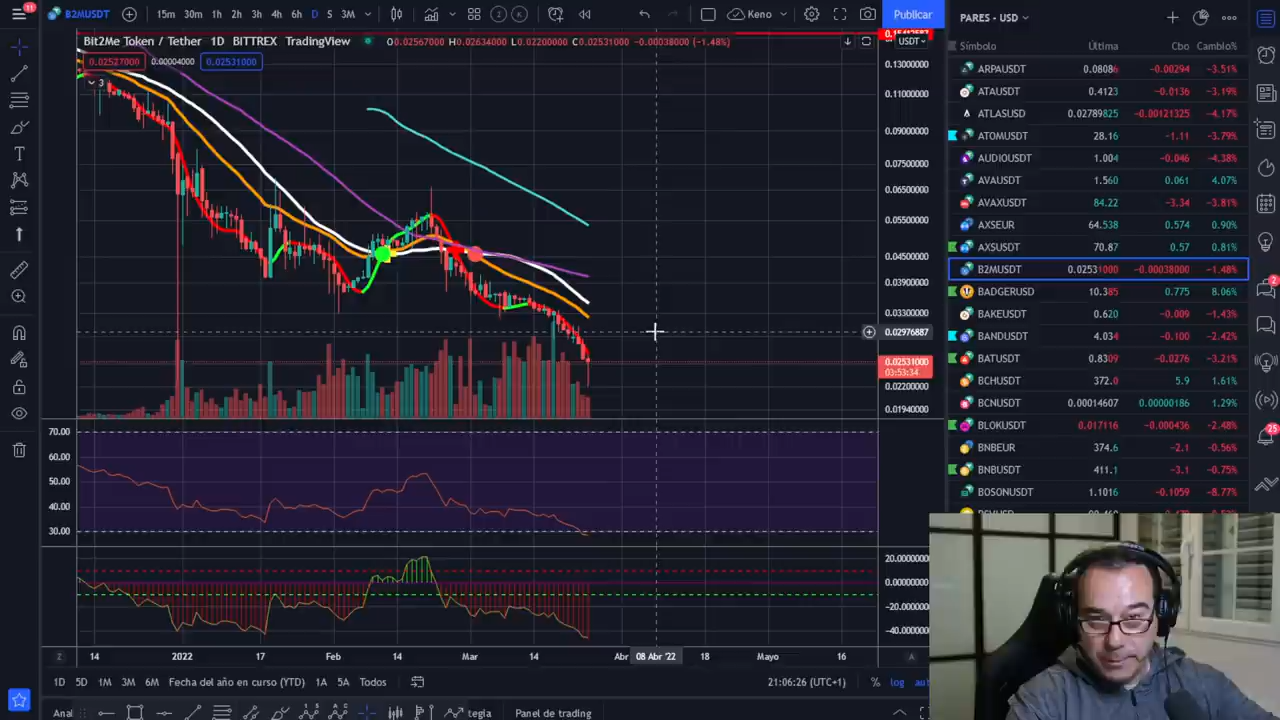 11 B2MUSDT 15m 30m 1h 2h 3h 4h 6h D S 3M Keno Publicar
PARES - USD
Bit2Me Token / Tether 1D BITTREX TradingView O0.02567000 H0.02634000 L0.02200000 C0.02531000 -0.00038000 (-1.48%)
USDT
0.02527000 0.00004000 0.02531000
3
0.13000000
0.11000000
0.09000000
0.07500000
0.06500000
0.05500000
0.04500000
0.03900000
0.03300000
0.02976887
0.02531000
03:53:34
0.02200000
0.01940000
70.00
60.00
50.00
40.00
30.00
20.0000000
0.00000000
-20.000000
-40.000000
Z 14 2022 17 Feb 14 Mar 14 Abr 08 Abr '22 18 Mayo 16 A
1D 5D 1M 3M 6M Fecha del año en curso (YTD) 1A 5A Todos 21:06:26 (UTC+1) % log aut
Anal tegia Panel de trading
Símbolo Última Cbo Cambio%
ARPAUSDT 0.08086 -0.00294 -3.51%
ATAUSDT 0.4123 -0.0136 -3.19%
ATLASUSD 0.02789825 -0.00121325 -4.17%
ATOMUSDT 28.16 -1.11 -3.79%
AUDIOUSDT 1.004 -0.046 -4.38%
AVAUSDT 1.560 0.061 4.07%
AVAXUSDT 84.22 -3.34 -3.81%
AXSEUR 64.538 0.574 0.90%
AXSUSDT 70.87 0.57 0.81%
B2MUSDT 0.02531000 -0.00038000 -1.48%
BADGERUSD 10.385 0.775 8.06%
BAKEUSDT 0.620 -0.009 -1.43%
BANDUSDT 4.034 -0.100 -2.42%
BATUSDT 0.8309 -0.0276 -3.21%
BCHUSDT 372.0 5.9 1.61%
BCNUSDT 0.00014607 0.00000186 1.29%
BLOKUSDT 0.017116 -0.000436 -2.48%
BNBEUR 374.6 -2.1 -0.56%
BNBUSDT 411.1 -3.1 -0.75%
BOSONUSDT 1.1016 -0.1059 -8.77%
2
25